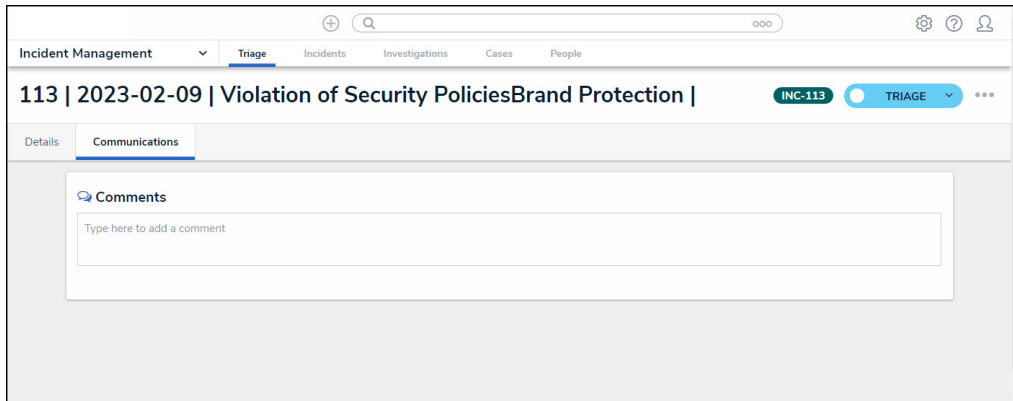 Incident Management
Triage
Incidents
Investigations
Cases
People
113 | 2023-02-09 | Violation of Security PoliciesBrand Protection |
INC-113
TRIAGE
Details
Communications
Comments
Type here to add a comment